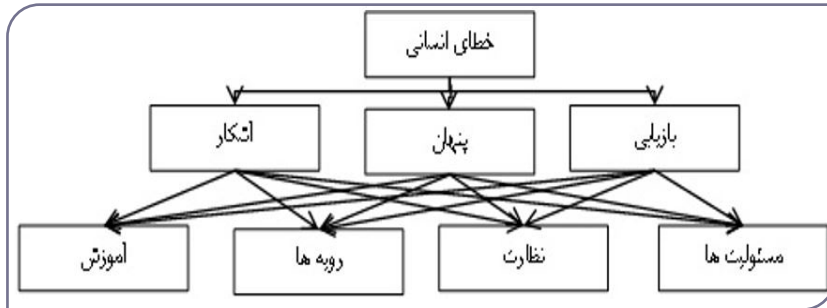 خطای انسانی
بازیابی
پنهان
آشکار
مسئولیت ها
نظارت
رویه ها
آموزش